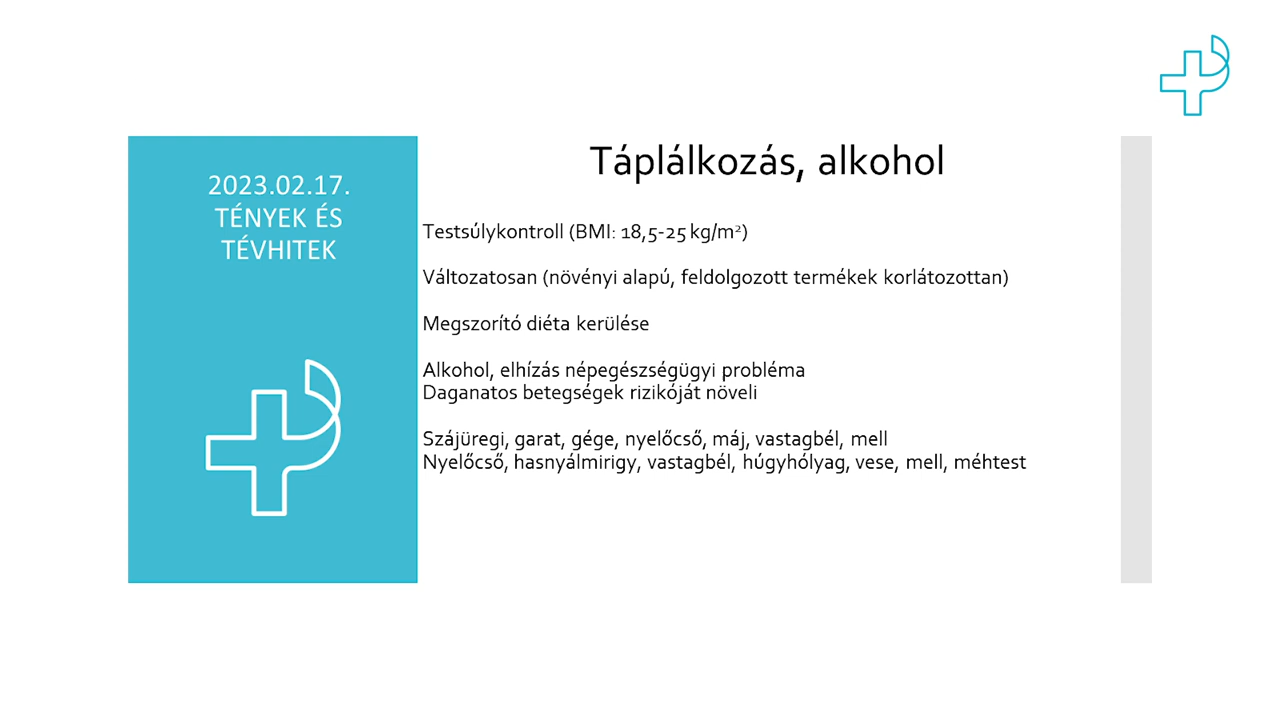 2023.02.17.
TÉNYEK ÉS
TÉVHITEK
Táplálkozás, alkohol
Testsúlykontroll (BMI: 18,5-25 kg/m²)
Változatosan (növényi alapú, feldolgozott termékek korlátozottan)
Megszorító diéta kerülése
Alkohol, elhízás népegészségügyi probléma
Daganatos betegségek rizikóját növeli
Szájüregi, garat, gége, nyelőcső, máj, vastagbél, mell
Nyelőcső, hasnyálmirigy, vastagbél, húgyhólyag, vese, mell, méhtest